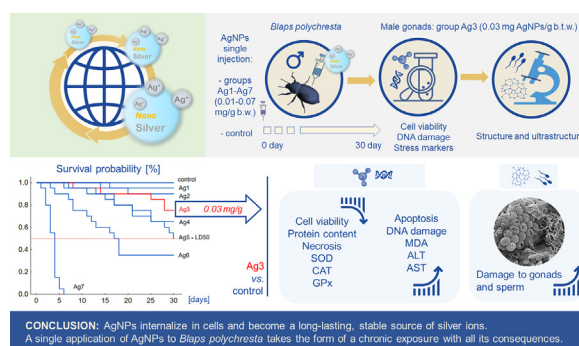 Ag⁺
Ag⁺
Nano
Silver
Ag⁺
Ag⁺
Nano
Silver
Ag⁺
Ag⁺
Nano
Silver
AgNPs
single
injection:
- groups
Ag1-Ag7
(0.01-0.07
mg/g b.w.)
- control
Blaps polychresta
0 day
30 day
Male gonads: group Ag3 (0.03 mg AgNPs/g b.t.w.)
Cell viability
DNA damage
Stress markers
Structure and ultrastructure
Survival probability [%]
1.0
0.8
0.6
0.4
0.2
0.0
0
5
10
15
20
25
30
[days]
control
Ag1
Ag2
Ag3
Ag4
Ag5 = LD50
Ag6
Ag7
0.03 mg/g
Ag3
vs.
control
Cell viability
Protein content
Necrosis
SOD
CAT
GPx
Apoptosis
DNA damage
MDA
ALT
AST
Damage to gonads
and sperm
CONCLUSION: AgNPs internalize in cells and become a long-lasting, stable source of silver ions.
A single application of AgNPs to Blaps polychresta takes the form of a chronic exposure with all its consequences.